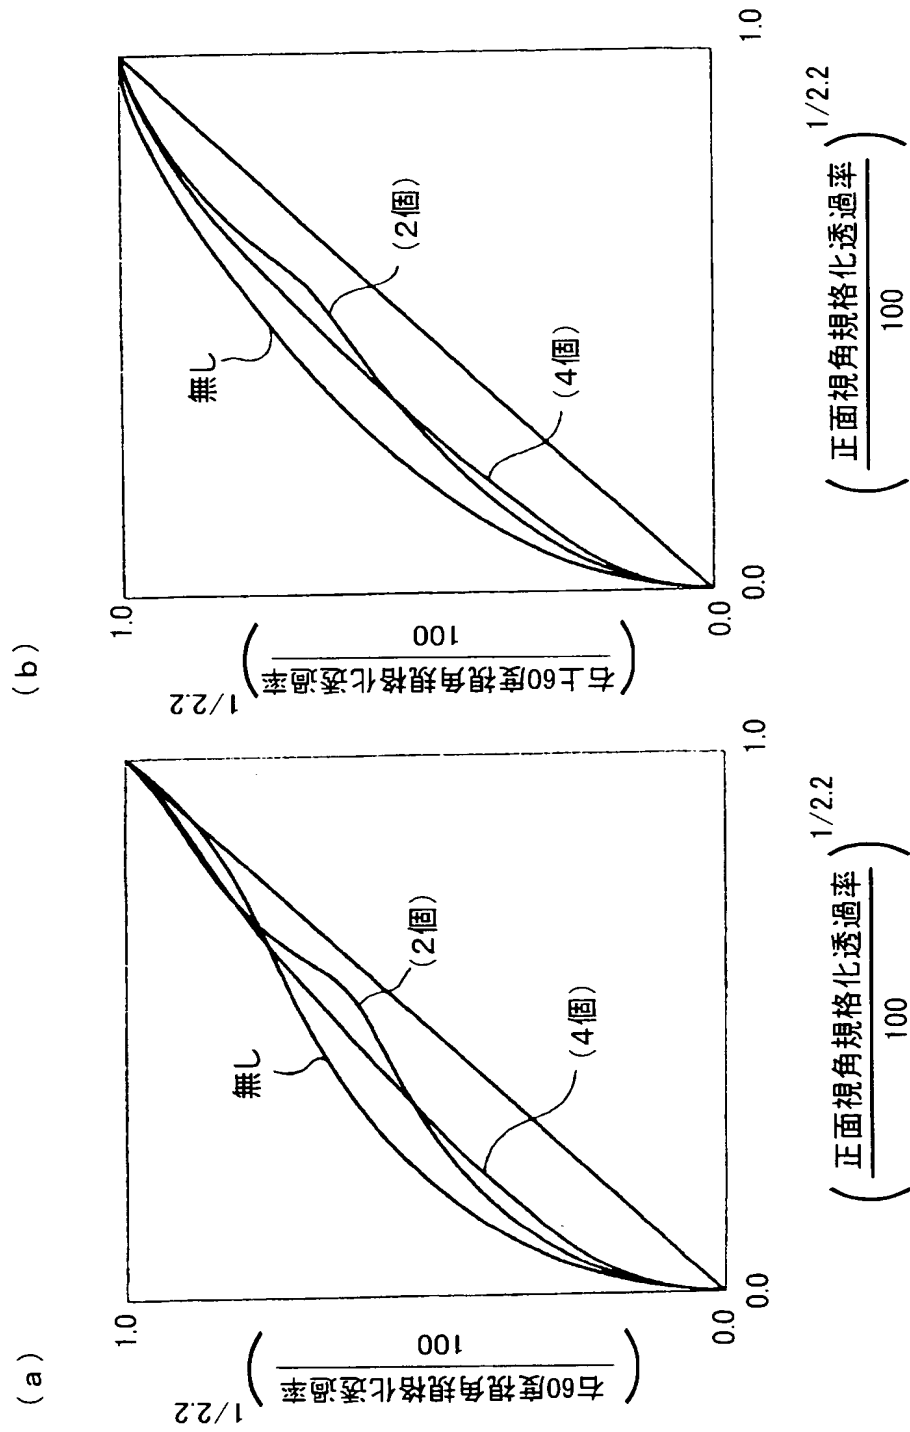 (a)
1.0
0.0
(右60度視角規格化透過率
100)1/2.2
無し
(2個)
(4個)
0.0
1.0
(正面視角規格化透過率
100)1/2.2
(b)
1.0
0.0
(右上60度視角規格化透過率
100)1/2.2
無し
(2個)
(4個)
0.0
1.0
(正面視角規格化透過率
100)1/2.2